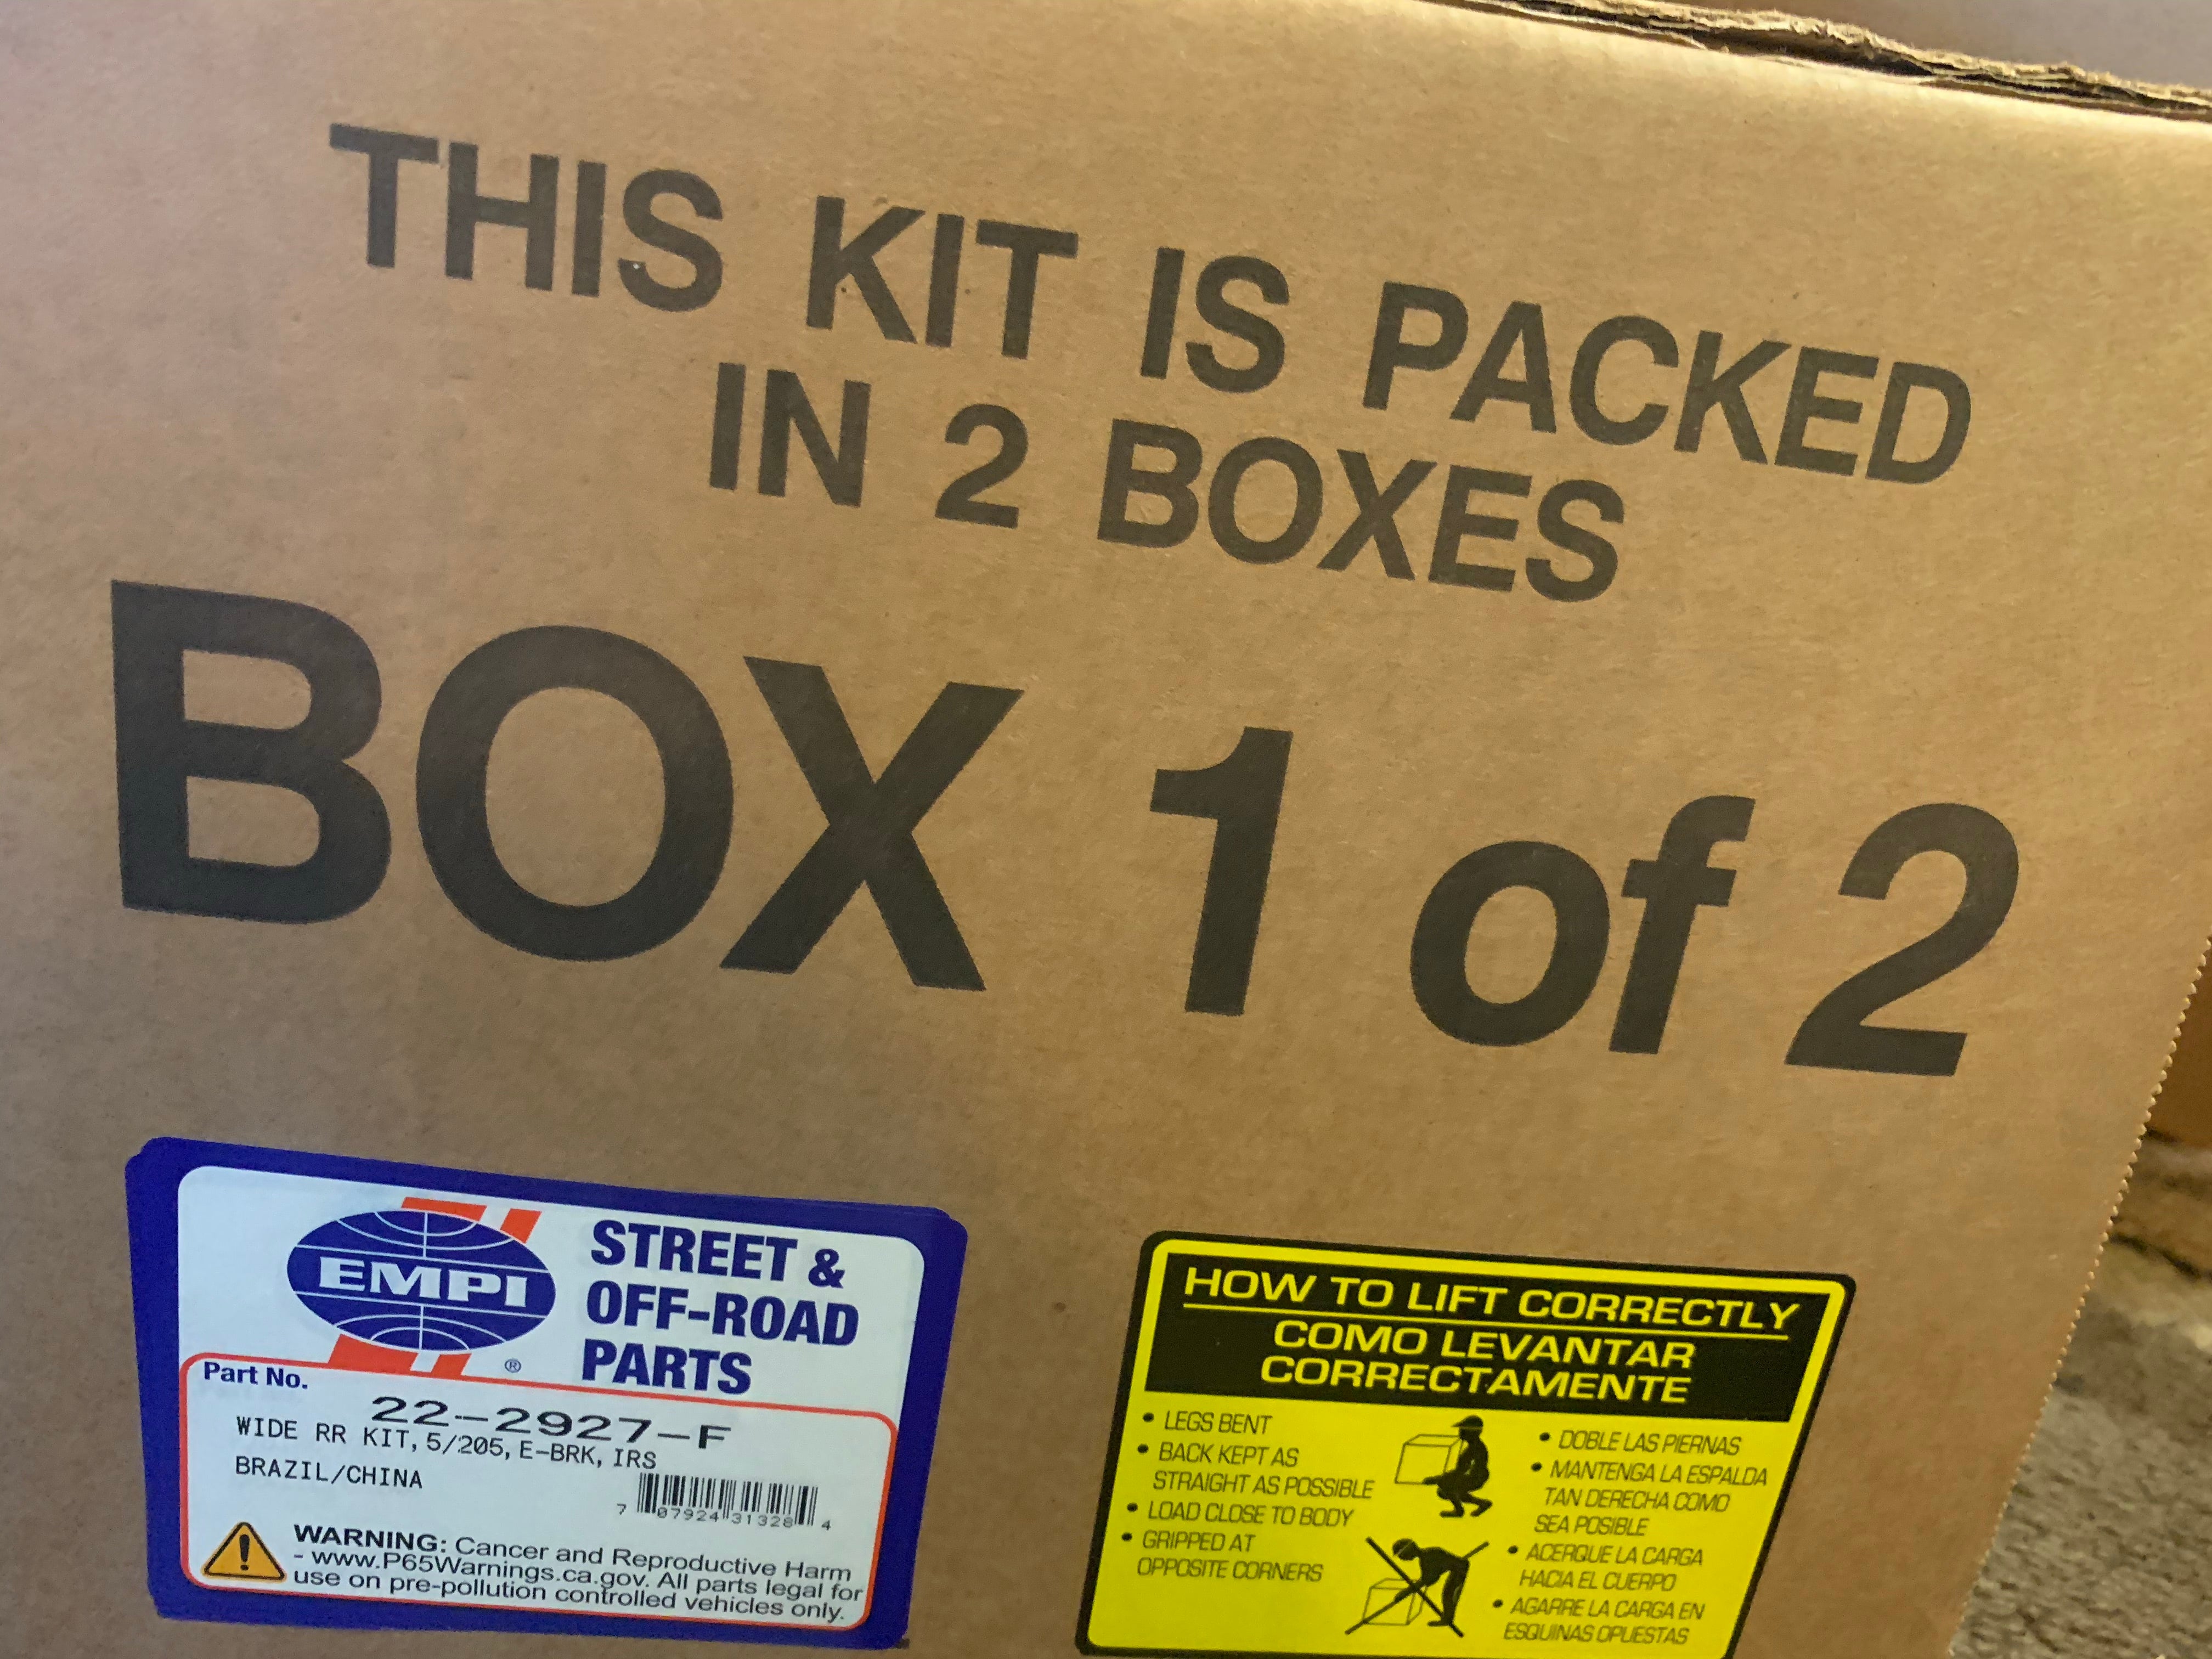 THIS KIT IS PACKED
IN 2 BOXES
BOX 1 of 2
EMPI
®
STREET &
OFF-ROAD
PARTS
Part No.
22-2927-F
WIDE RR KIT, 5/205, E-BRK, IRS
BRAZIL/CHINA
7 07924 31328 4
WARNING: Cancer and Reproductive Harm
- www.P65Warnings.ca.gov. All parts legal for
use on pre-pollution controlled vehicles only.
HOW TO LIFT CORRECTLY
COMO LEVANTAR
CORRECTAMENTE
• LEGS BENT
• BACK KEPT AS
STRAIGHT AS POSSIBLE
• LOAD CLOSE TO BODY
• GRIPPED AT
OPPOSITE CORNERS
• DOBLE LAS PIERNAS
• MANTENGA LA ESPALDA
TAN DERECHA COMO
SEA POSIBLE
• ACERQUE LA CARGA
HACIA EL CUERPO
• AGARRE LA CARGA EN
ESQUINAS OPUESTAS